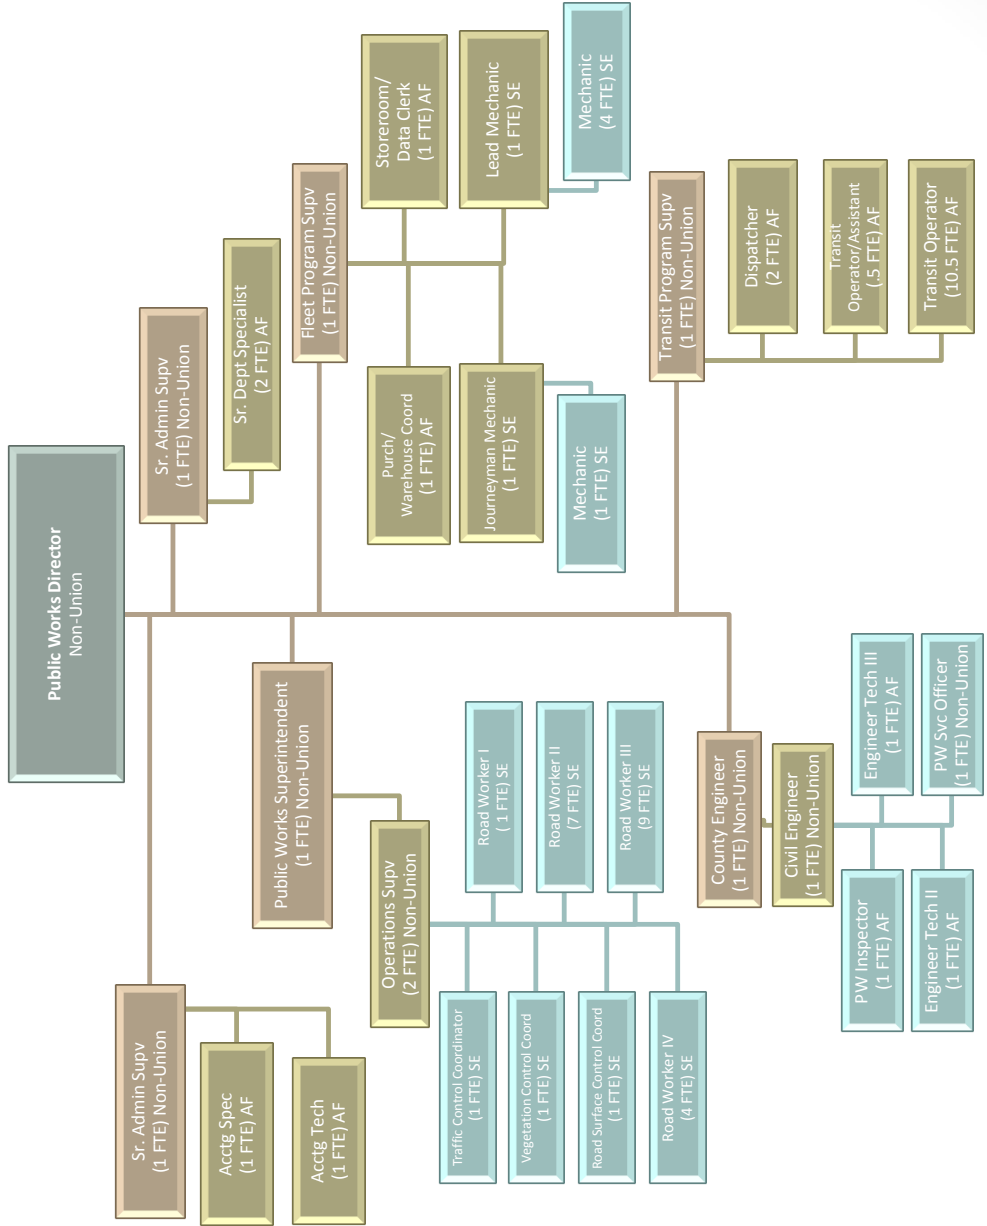 Public Works Director
Non-Union
Sr. Admin Supv
(1 FTE) Non-Union
Acctg Spec
(1 FTE) AF
Acctg Tech
(1 FTE) AF
Sr. Admin Supv
(1 FTE) Non-Union
Sr. Dept Specialist
(2 FTE) AF
Public Works Superintendent
(1 FTE) Non-Union
Operations Supv
(2 FTE) Non-Union
Traffic Control Coordinator
(1 FTE) SE
Road Worker I
( 1 FTE) SE
Vegetation Control Coord
(1 FTE) SE
Road Worker II
(7 FTE) SE
Road Surface Control Coord
(1 FTE) SE
Road Worker III
(9 FTE) SE
Road Worker IV
(4 FTE) SE
Fleet Program Supv
(1 FTE) Non-Union
Purch/
Warehouse Coord
(1 FTE) AF
Storeroom/
Data Clerk
(1 FTE) AF
Journeyman Mechanic
(1 FTE) SE
Lead Mechanic
(1 FTE) SE
Mechanic
(1 FTE) SE
Mechanic
(4 FTE) SE
County Engineer
(1 FTE) Non-Union
Civil Engineer
(1 FTE) Non-Union
PW Inspector
(1 FTE) AF
Engineer Tech III
(1 FTE) AF
Engineer Tech II
(1 FTE) AF
PW Svc Officer
(1 FTE) Non-Union
Transit Program Supv
(1 FTE) Non-Union
Dispatcher
(2 FTE) AF
Transit
Operator/Assistant
(.5 FTE) AF
Transit Operator
(10.5 FTE) AF